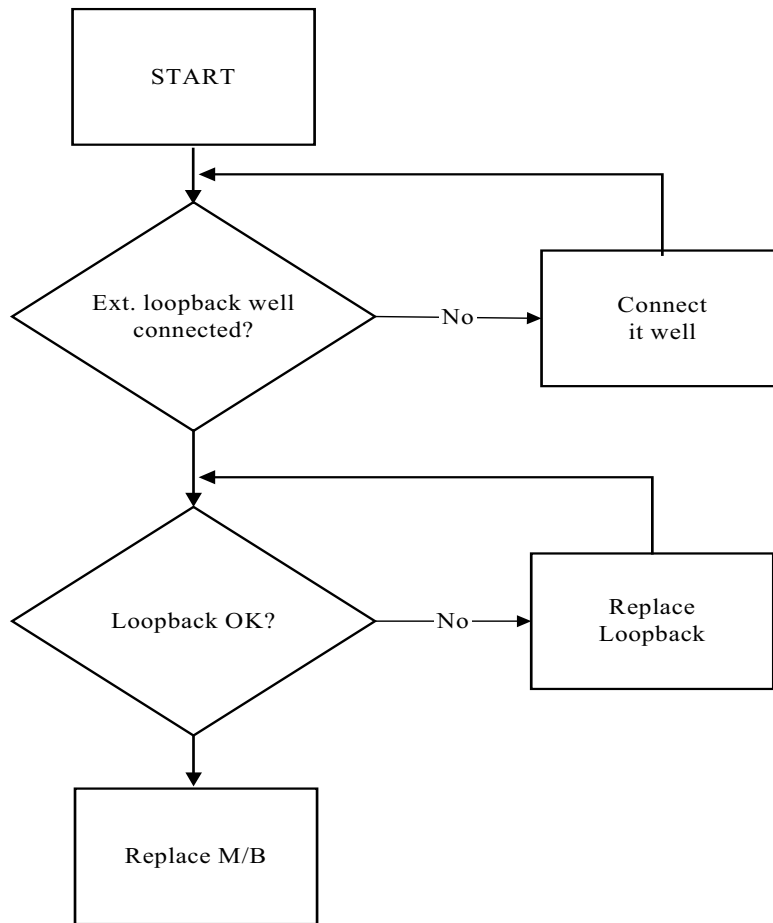 START
Ext. loopback well
connected?
No
Connect
it well
Loopback OK?
No
Replace
Loopback
Replace M/B